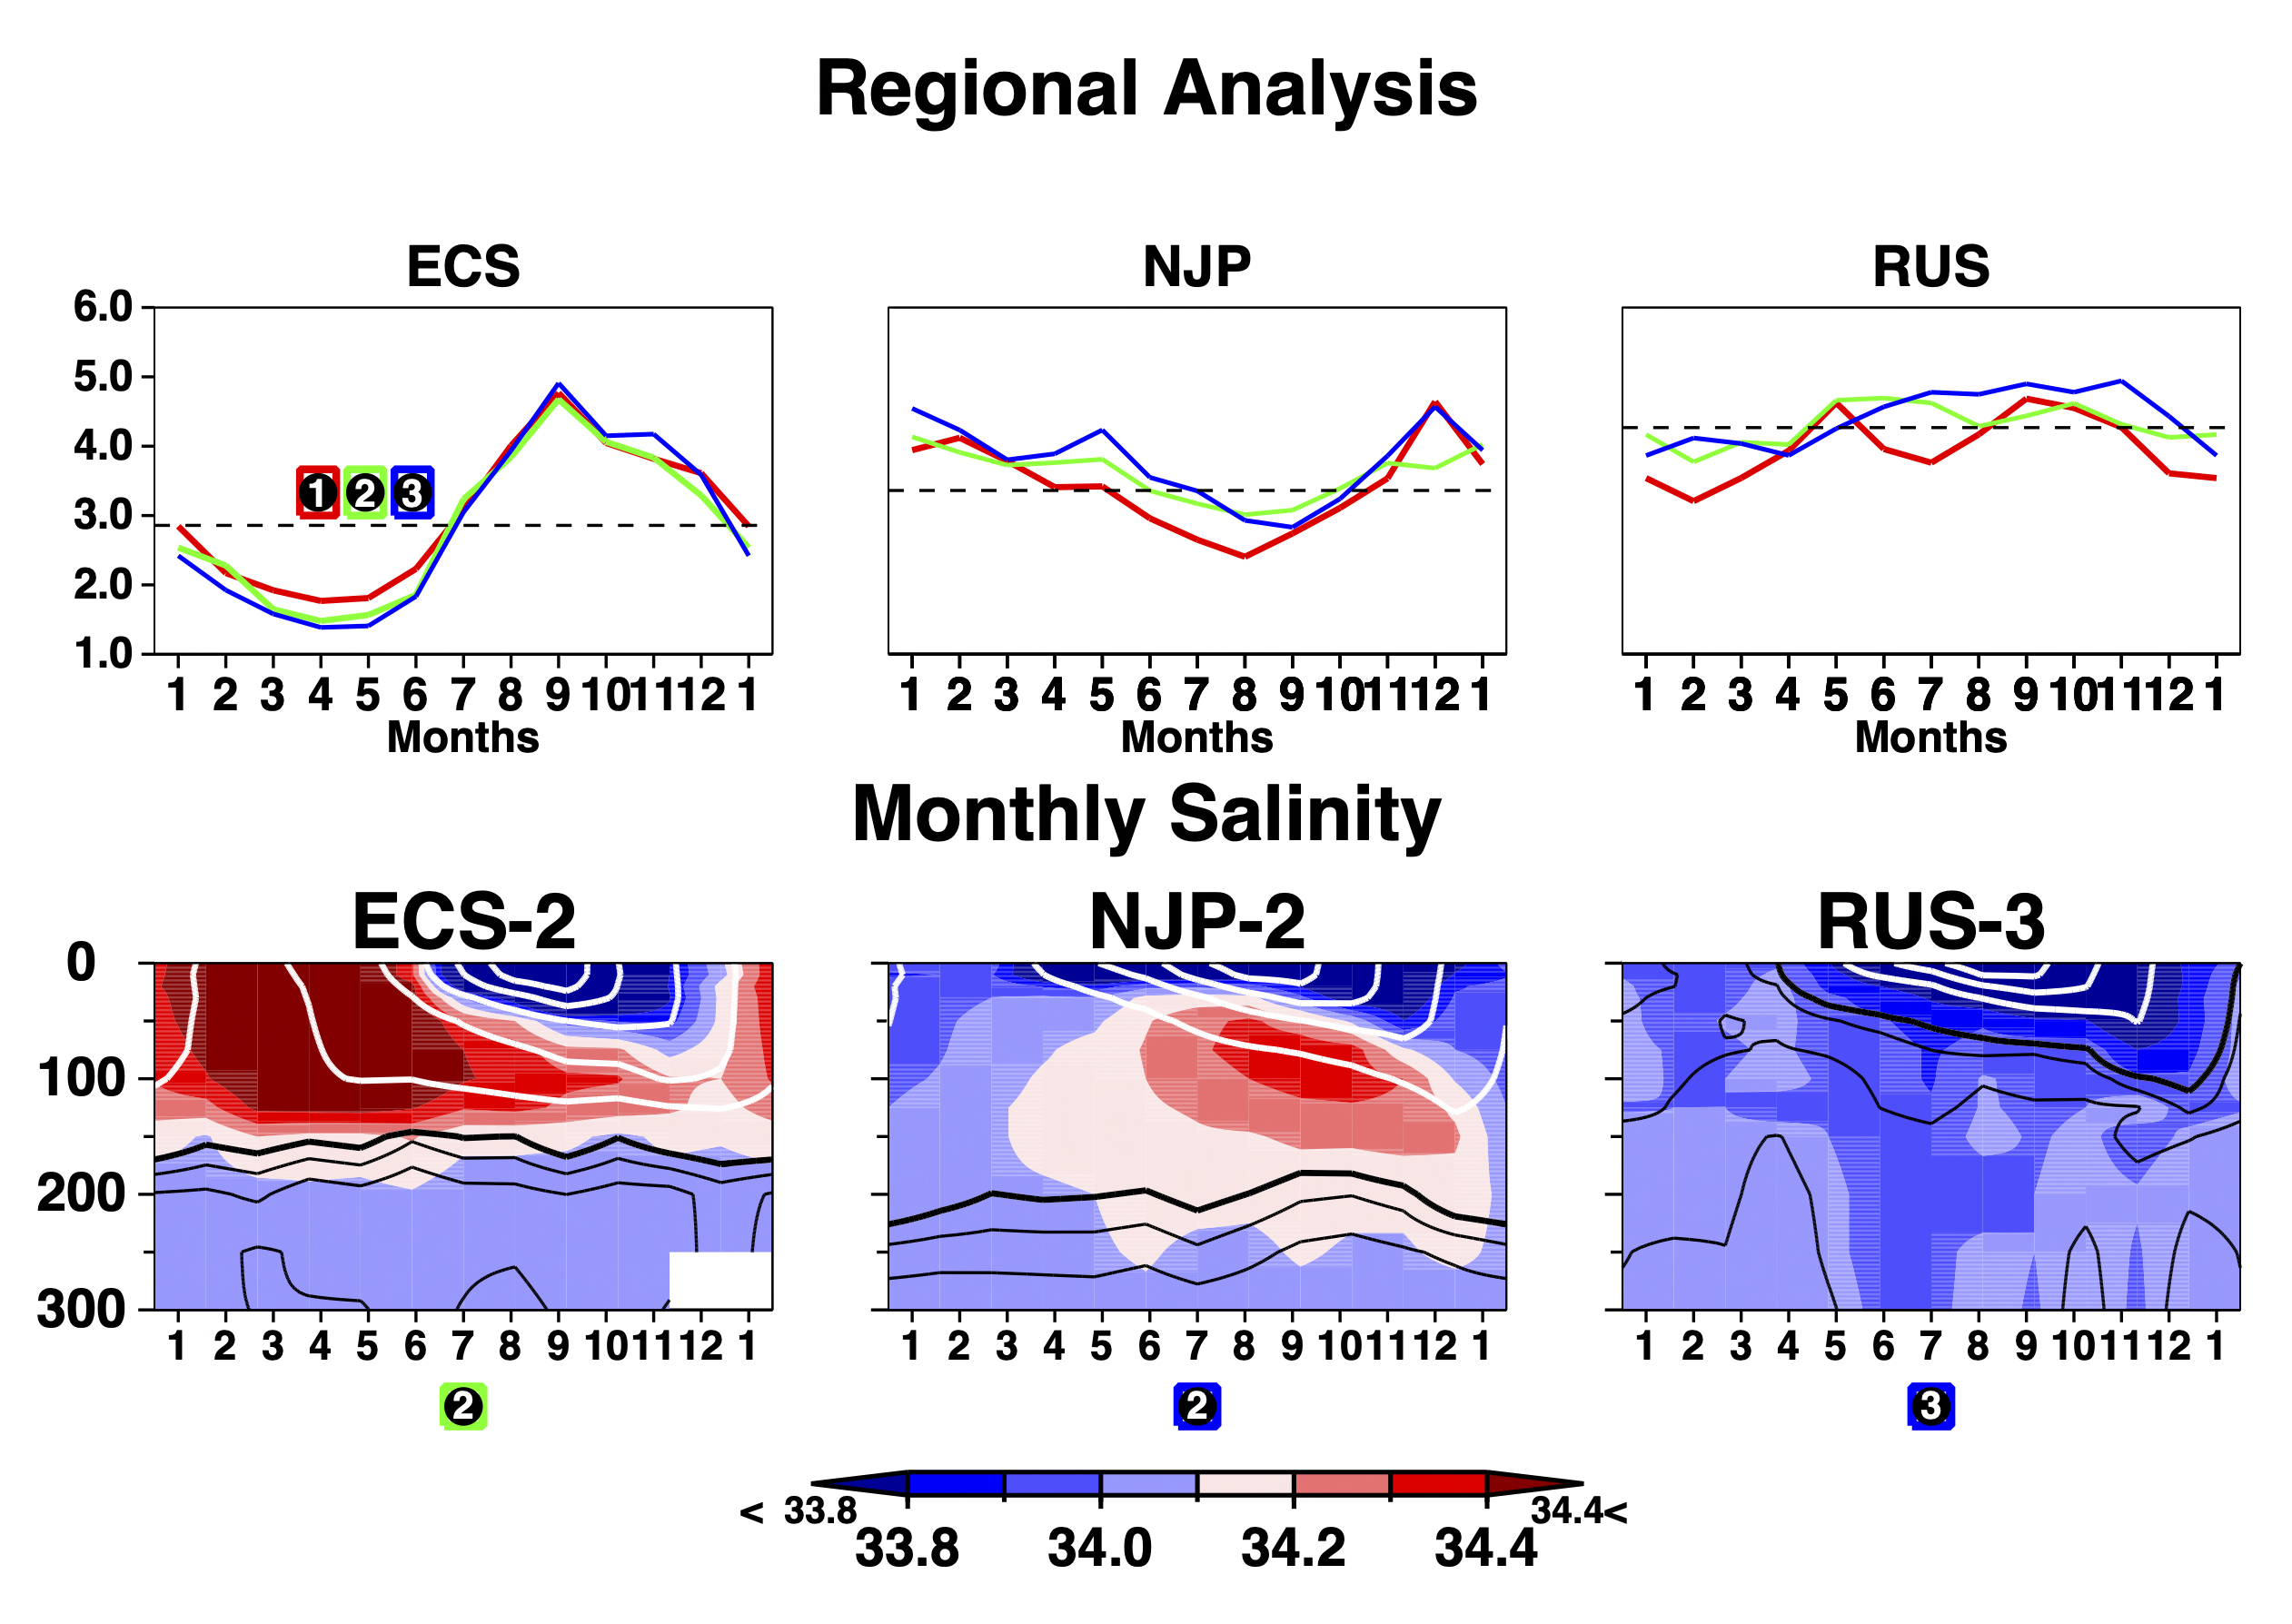 Regional Analysis
ECS NJP RUS
6.0
5.0
4.0
3.0
2.0
1.0
1 2 3
1 2 3 4 5 6 7 8 9 10 11 12 1
1 2 3 4 5 6 7 8 9 10 11 12 1
1 2 3 4 5 6 7 8 9 10 11 12 1
Months Months Months
Monthly Salinity
ECS-2 NJP-2 RUS-3
0
100
200
300
1 2 3 4 5 6 7 8 9 10 11 12 1
1 2 3 4 5 6 7 8 9 10 11 12 1
1 2 3 4 5 6 7 8 9 10 11 12 1
2 2 3
< 33.8 34.4<
33.8 34.0 34.2 34.4